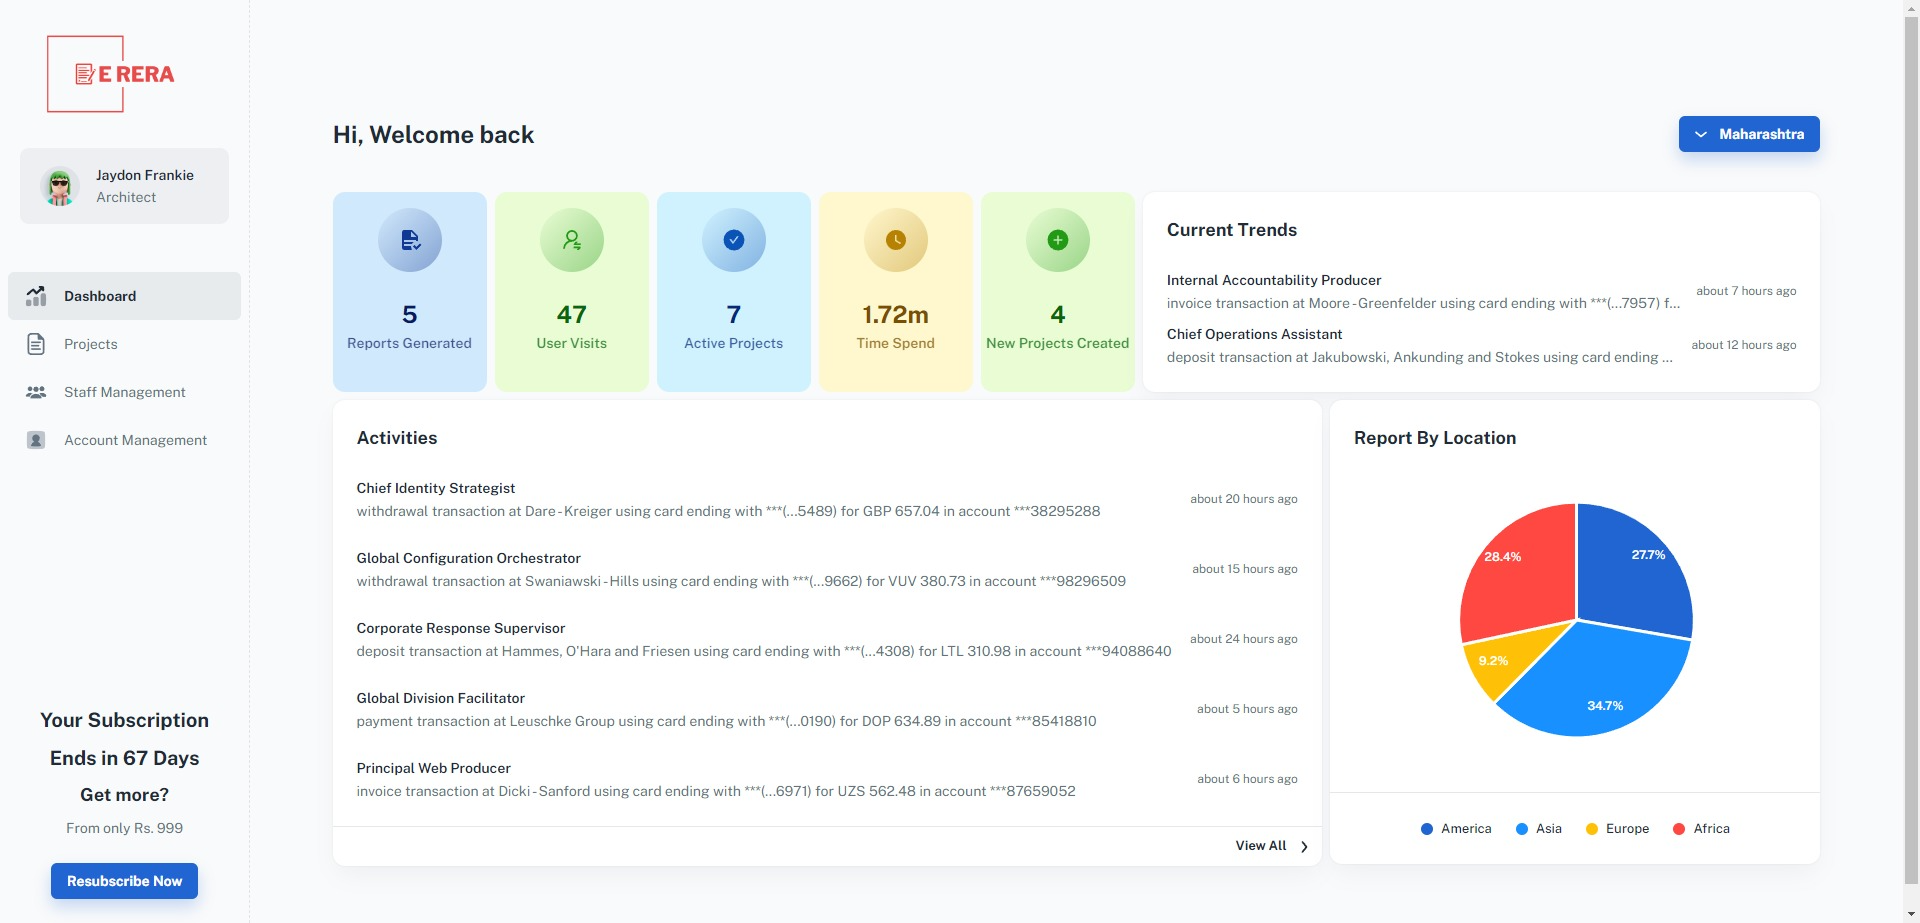 E RERA
Jaydon Frankie
Architect
Dashboard
Projects
Staff Management
Account Management
Your Subscription
Ends in 67 Days
Get more?
From only Rs. 999
Resubscribe Now
Hi, Welcome back
Maharashtra
5
Reports Generated
47
User Visits
7
Active Projects
1.72m
Time Spend
4
New Projects Created
Current Trends
Internal Accountability Producer
invoice transaction at Moore-Greenfelder using card ending with ***(...7957) f...
about 7 hours ago
Chief Operations Assistant
deposit transaction at Jakubowski, Ankunding and Stokes using card ending ...
about 12 hours ago
Activities
Chief Identity Strategist
withdrawal transaction at Dare-Kreiger using card ending with ***(...5489) for GBP 657.04 in account ***38295288
about 20 hours ago
Global Configuration Orchestrator
withdrawal transaction at Swaniawski-Hills using card ending with ***(...9662) for VUV 380.73 in account ***98296509
about 15 hours ago
Corporate Response Supervisor
deposit transaction at Hammes, O'Hara and Friesen using card ending with ***(...4308) for LTL 310.98 in account ***94088640
about 24 hours ago
Global Division Facilitator
payment transaction at Leuschke Group using card ending with ***(...0190) for DOP 634.89 in account ***85418810
about 5 hours ago
Principal Web Producer
invoice transaction at Dicki-Sanford using card ending with ***(...6971) for UZS 562.48 in account ***87659052
about 6 hours ago
View All
Report By Location
28.4%
27.7%
9.2%
34.7%
America
Asia
Europe
Africa